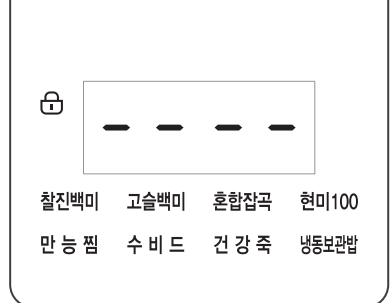 - - - -
찰진백미 고슬백미 혼합잡곡 현미100
만능찜 수비드 건강죽 냉동보관밥